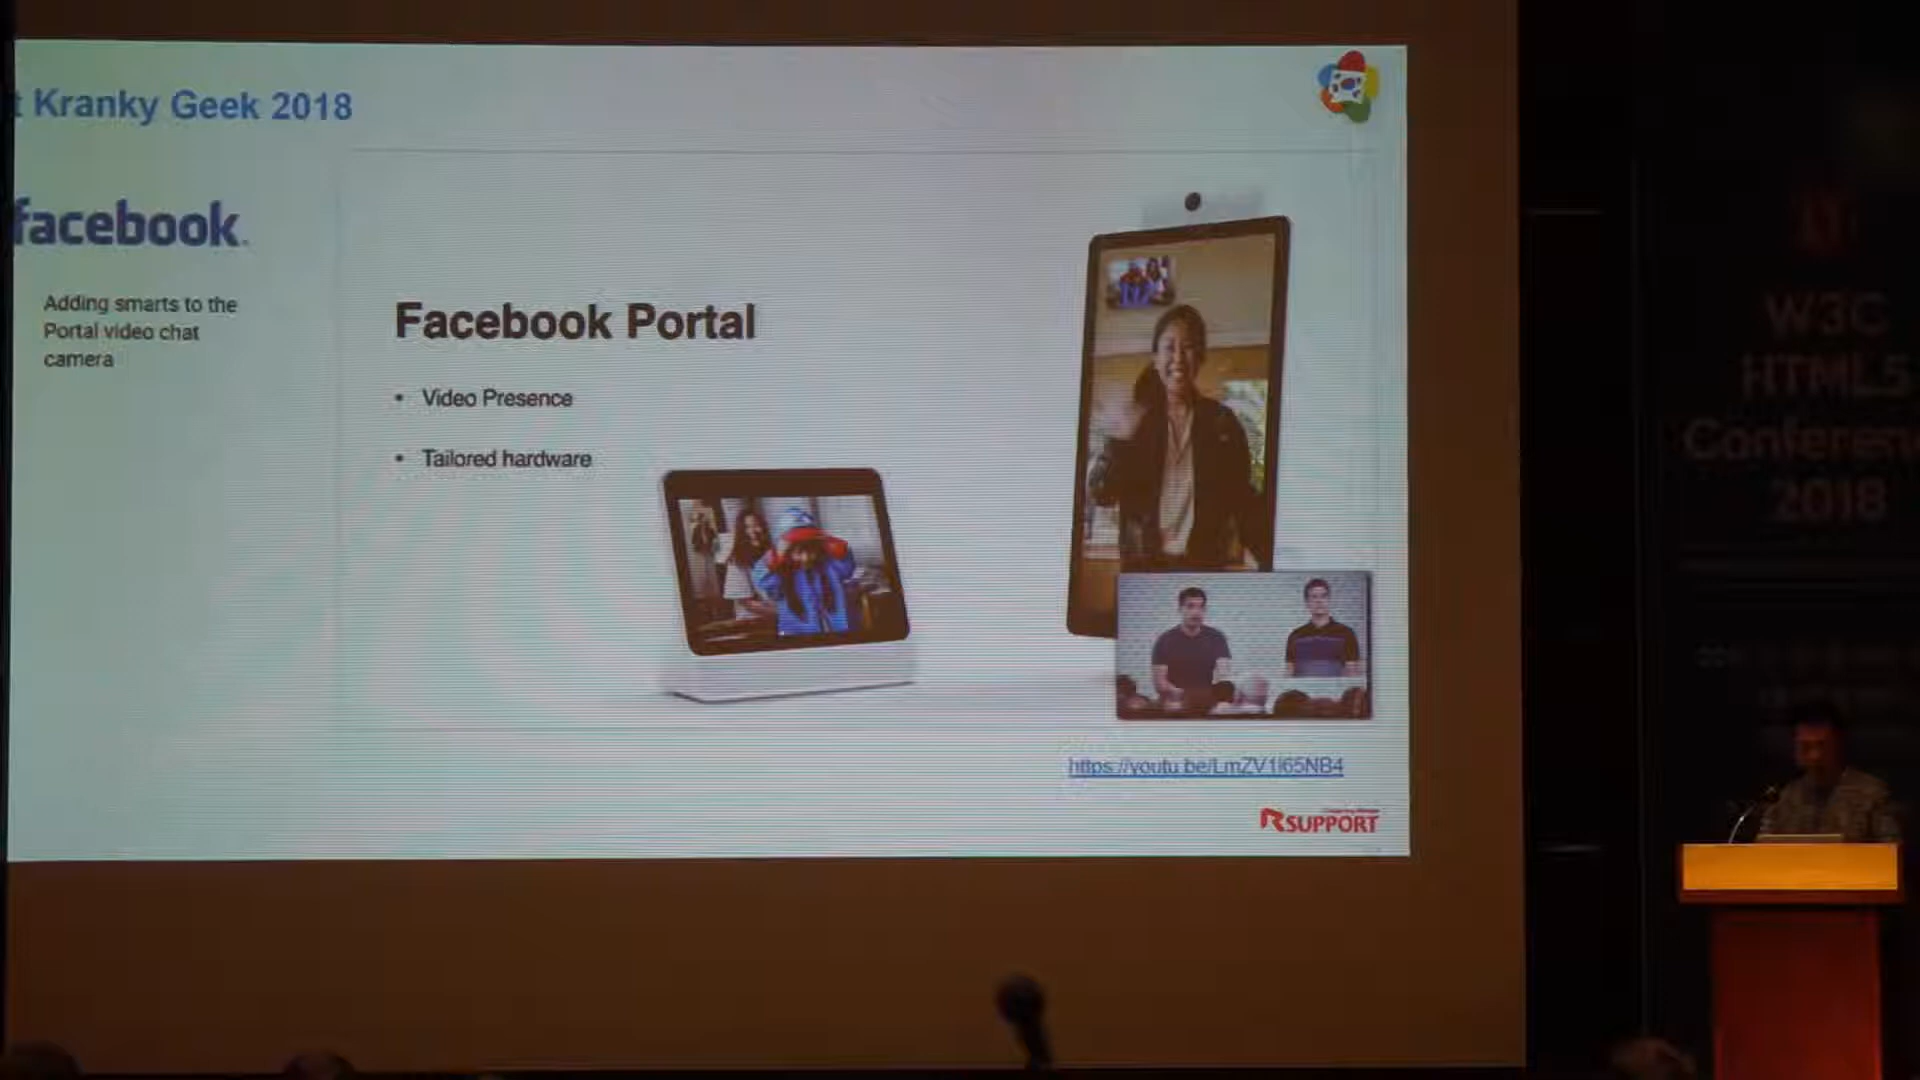 t Kranky Geek 2018
facebook.
Adding smarts to the
Portal video chat
camera
Facebook Portal
• Video Presence
• Tailored hardware
https://youtu.be/LmZV1I65NB4
RSUPPORT
W3C
HTML5
Conferen
2018